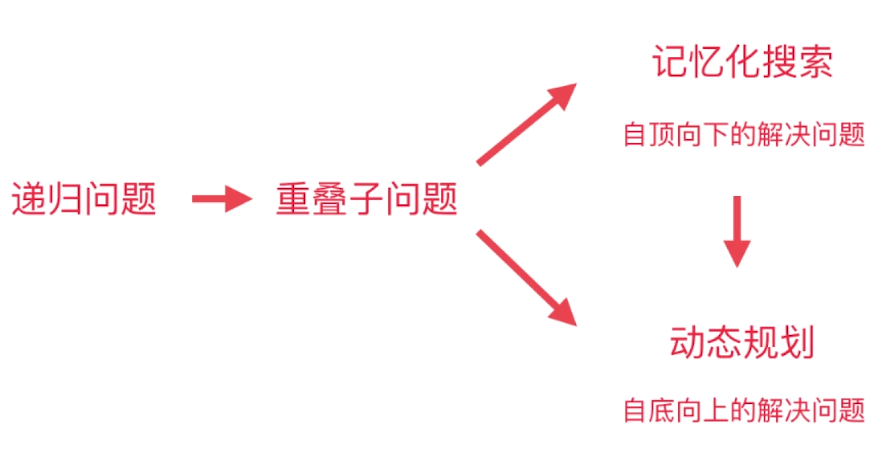 记忆化搜索
自顶向下的解决问题
递归问题
重叠子问题
动态规划
自底向上的解决问题